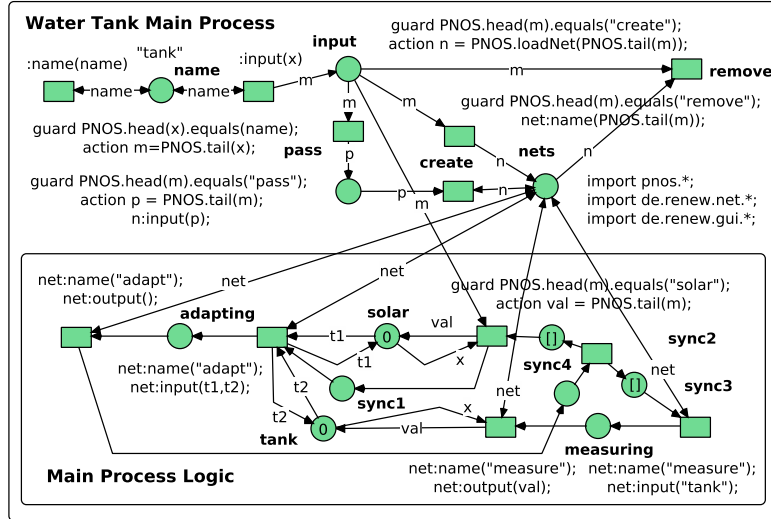 Water Tank Main Process
guard PNOS.head(m).equals("create");
action n = PNOS.loadNet(PNOS.tail(m));
input
:name(name)
"tank"
name
:input(x)
name
name
m
m
remove
m
m
guard PNOS.head(m).equals("remove");
net:name(PNOS.tail(m));
guard PNOS.head(x).equals(name);
action m=PNOS.tail(x);
pass
p
create
n
nets
n
guard PNOS.head(m).equals("pass");
action p = PNOS.tail(m);
n:input(p);
p
n
m
import pnos.*;
import de.renew.net.*;
import de.renew.gui.*;
net:name("adapt");
net:output();
net
net
guard PNOS.head(m).equals("solar");
action val = PNOS.tail(m);
adapting
solar
val
t1
0
t1
x
[]
sync2
sync4
net:name("adapt");
net:input(t1,t2);
t2
sync1
net
[]
net
sync3
t2
x
tank
0
val
measuring
Main Process Logic
net:name("measure");
net:output(val);
net:name("measure");
net:input("tank");